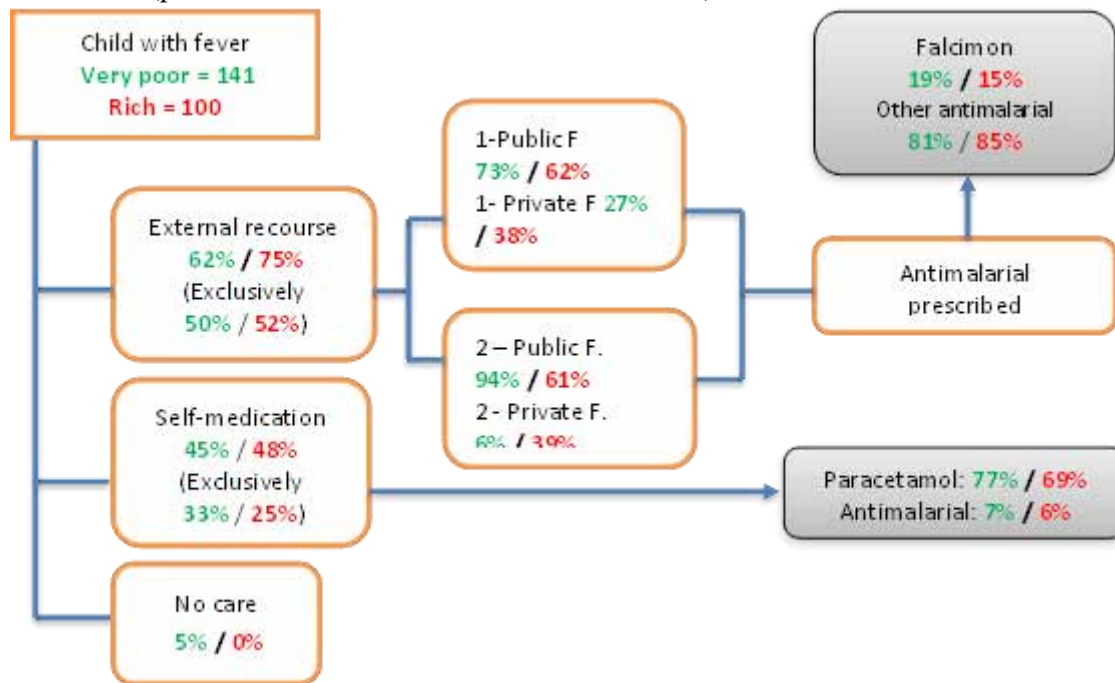 Child with fever
Very poor = 141
Rich = 100
Falcimon
19% / 15%
Other antimalarial
81% / 85%
1-Public F
73% / 62%
1- Private F 27%
/ 38%
External recourse
62% / 75%
(Exclusively
50% / 52%)
Antimalarial
prescribed
2 – Public F.
94% / 61%
2 - Private F.
6% / 39%
Self-medication
45% / 48%
(Exclusively
33% / 25%)
Paracetamol: 77% / 69%
Antimalarial: 7% / 6%
No care
5% / 0%